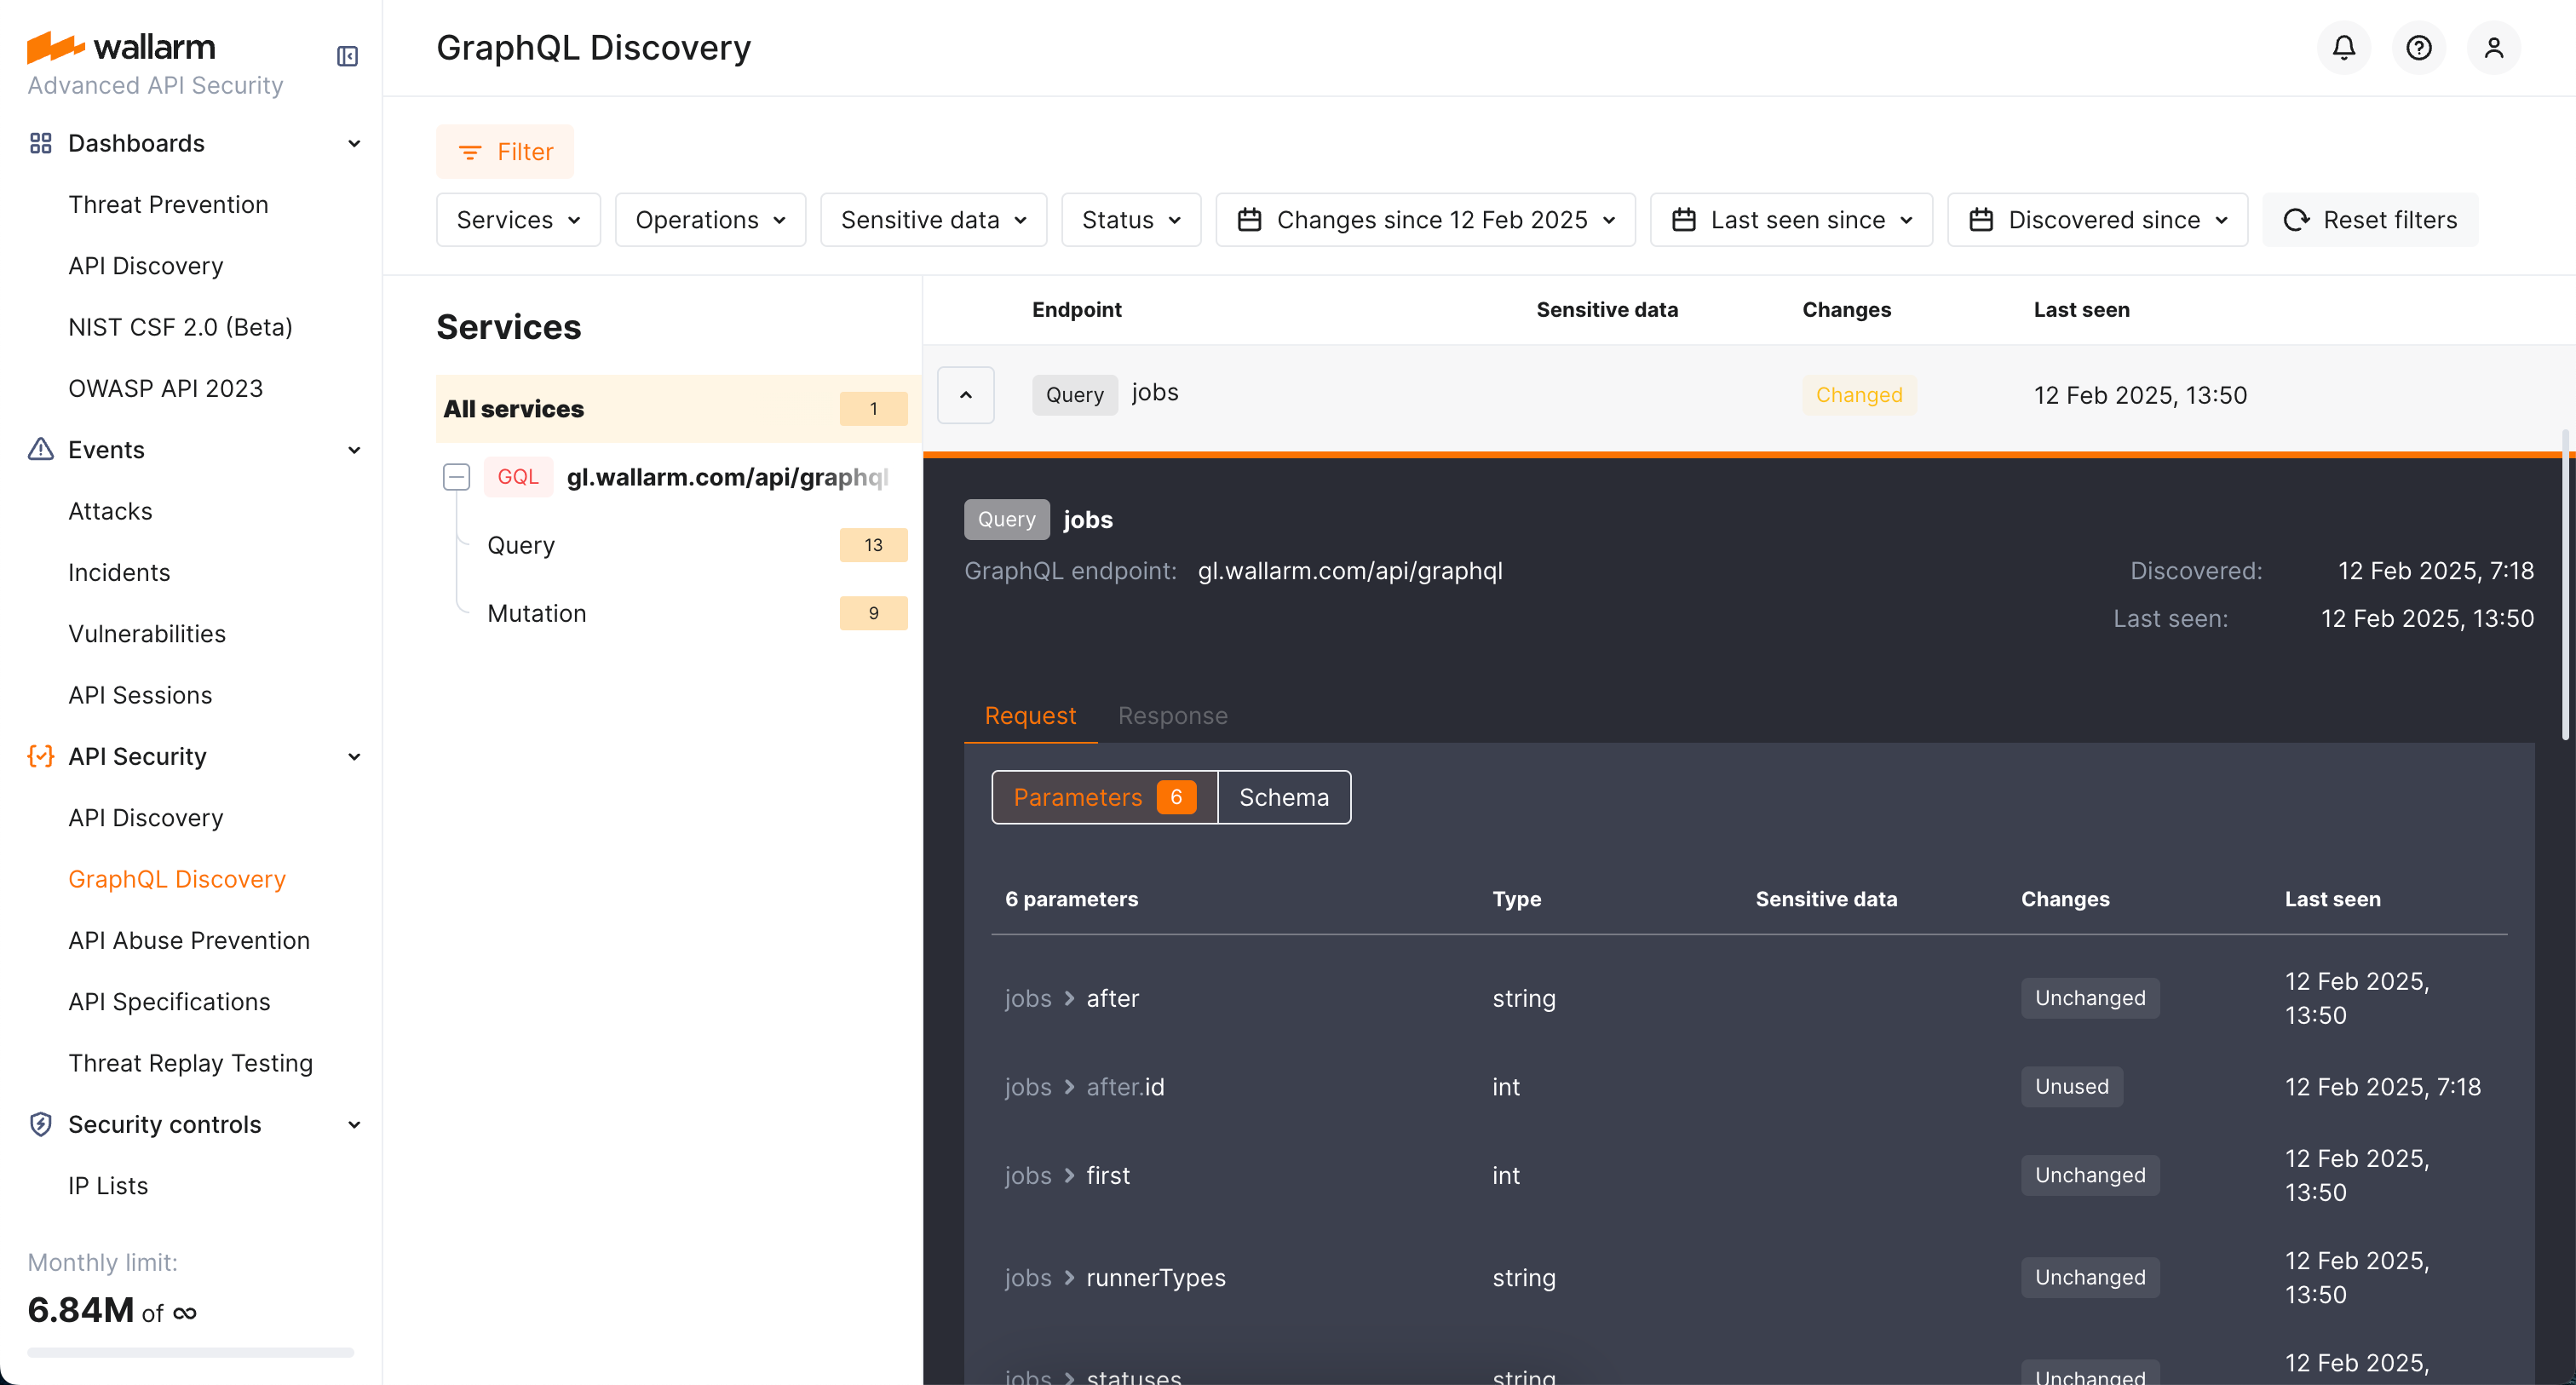 wallarm
Advanced API Security
Dashboards
Threat Prevention
API Discovery
NIST CSF 2.0 (Beta)
OWASP API 2023
Events
Attacks
Incidents
Vulnerabilities
API Sessions
API Security
API Discovery
GraphQL Discovery
API Abuse Prevention
API Specifications
Threat Replay Testing
Security controls
IP Lists
Monthly limit:
6.84M of ∞
GraphQL Discovery
Filter
Services Operations Sensitive data Status Changes since 12 Feb 2025 Last seen since Discovered since Reset filters
Services
All services 1
GQL gl.wallarm.com/api/graphql
Query 13
Mutation 9
Endpoint Sensitive data Changes Last seen
Query jobs Changed 12 Feb 2025, 13:50
Query jobs
GraphQL endpoint: gl.wallarm.com/api/graphql
Discovered: 12 Feb 2025, 7:18
Last seen: 12 Feb 2025, 13:50
Request Response
Parameters 6 Schema
6 parameters Type Sensitive data Changes Last seen
jobs > after string Unchanged 12 Feb 2025,
13:50
jobs > after.id int Unused 12 Feb 2025, 7:18
jobs > first int Unchanged 12 Feb 2025,
13:50
jobs > runnerTypes string Unchanged 12 Feb 2025,
13:50
jobs > statuses string Unchanged 12 Feb 2025,